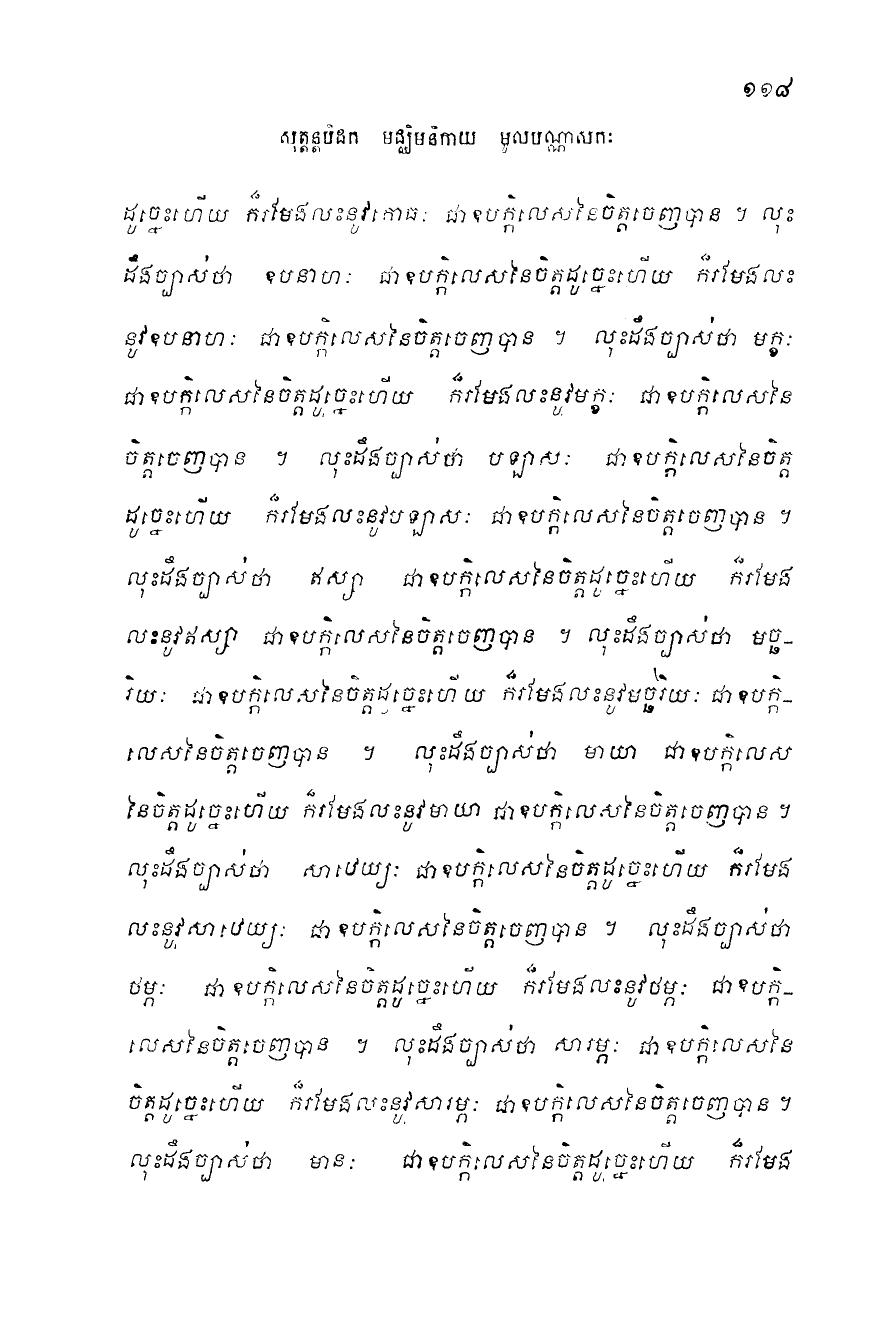 ១១៨
សុត្តន្តបិដក មជ្ឈិមនិកាយ មូលបណ្ណាសកៈ
ដូច្នេះហើយ ក៏រមែងលះនូវកោធៈ ជាឧបក្កិលេសនៃចិត្តចេញបាន ។ លុះ
ដឹងច្បាស់ថា ឧបនាហៈ ជាឧបក្កិលេសនៃចិត្តដូច្នេះហើយ ក៏រមែងលះ
នូវឧបនាហៈ ជាឧបក្កិលេសនៃចិត្តចេញបាន ។ លុះដឹងច្បាស់ថា មក្ខៈ
ជាឧបក្កិលេសនៃចិត្តដូច្នេះហើយ ក៏រមែងលះនូវមក្ខៈ ជាឧបក្កិលេសនៃ
ចិត្តចេញបាន ។ លុះដឹងច្បាស់ថា បឡាសៈ ជាឧបក្កិលេសនៃចិត្ត
ដូច្នេះហើយ ក៏រមែងលះនូវបឡាសៈ ជាឧបក្កិលេសនៃចិត្តចេញបាន ។
លុះដឹងច្បាស់ថា ឥស្សា ជាឧបក្កិលេសនៃចិត្តដូច្នេះហើយ ក៏រមែង
លះនូវឥស្សា ជាឧបក្កិលេសនៃចិត្តចេញបាន ។ លុះដឹងច្បាស់ថា មច្ឆ-
រិយៈ ជាឧបក្កិលេសនៃចិត្តដូច្នេះហើយ ក៏រមែងលះនូវមច្ឆរិយៈ ជាឧបក្កិ-
លេសនៃចិត្តចេញបាន ។ លុះដឹងច្បាស់ថា មាយា ជាឧបក្កិលេស
នៃចិត្តដូច្នេះហើយ ក៏រមែងលះនូវមាយា ជាឧបក្កិលេសនៃចិត្តចេញបាន ។
លុះដឹងច្បាស់ថា សាឋេយ្យៈ ជាឧបក្កិលេសនៃចិត្តដូច្នេះហើយ ក៏រមែង
លះនូវសាឋេយ្យៈ ជាឧបក្កិលេសនៃចិត្តចេញបាន ។ លុះដឹងច្បាស់ថា
ថម្ភៈ ជាឧបក្កិលេសនៃចិត្តដូច្នេះហើយ ក៏រមែងលះនូវថម្ភៈ ជាឧបក្កិ-
លេសនៃចិត្តចេញបាន ។ លុះដឹងច្បាស់ថា សារម្ភៈ ជាឧបក្កិលេសនៃ
ចិត្តដូច្នេះហើយ ក៏រមែងលះនូវសារម្ភៈ ជាឧបក្កិលេសនៃចិត្តចេញបាន ។
លុះដឹងច្បាស់ថា មានៈ ជាឧបក្កិលេសនៃចិត្តដូច្នេះហើយ ក៏រមែង